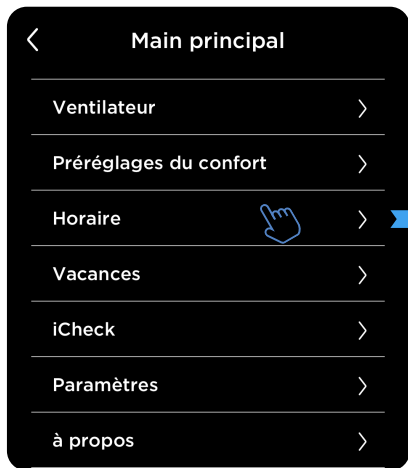 Main principal
Ventilateur
Préréglages du confort
Horaire
Vacances
iCheck
Paramètres
à propos